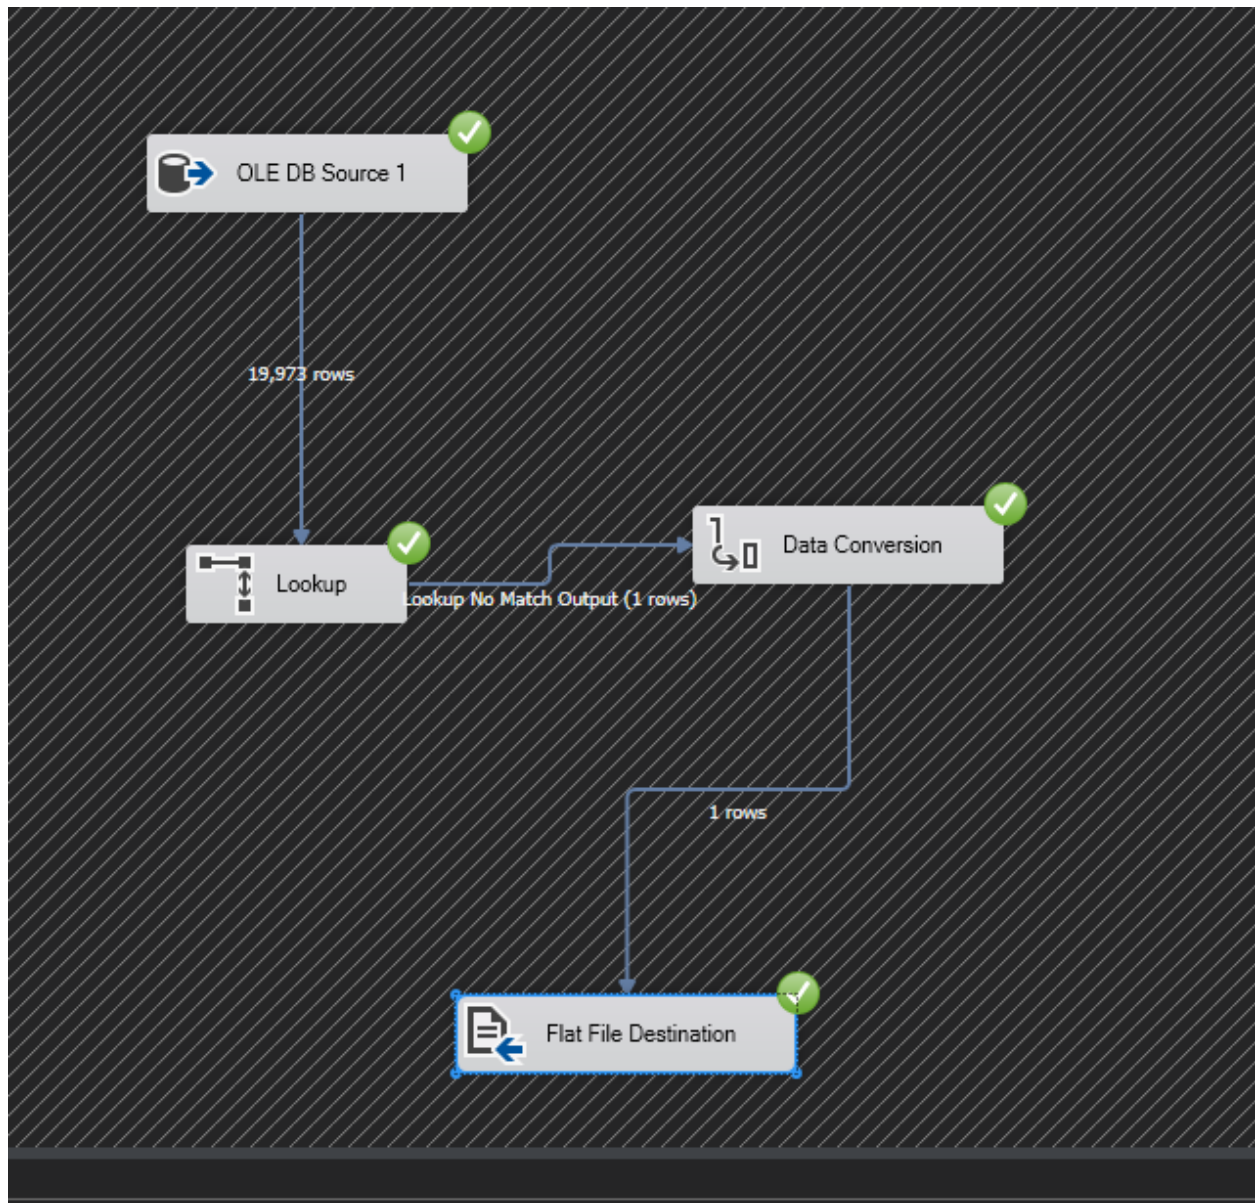 OLE DB Source 1
19,973 rows
Lookup
Lookup No Match Output (1 rows)
Data Conversion
1 rows
Flat File Destination